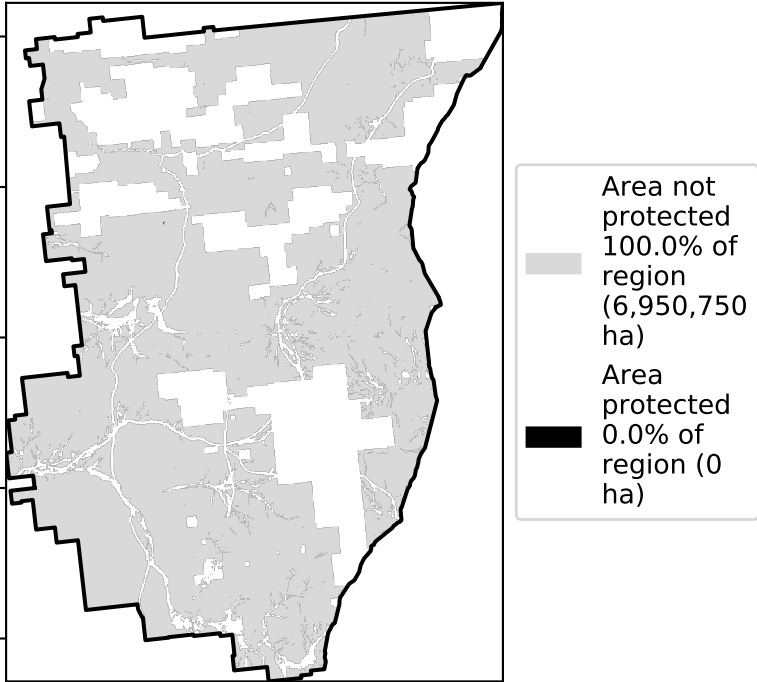 Area not
protected
100.0% of
region
(6,950,750
ha)
Area
protected
0.0% of
region (0
ha)